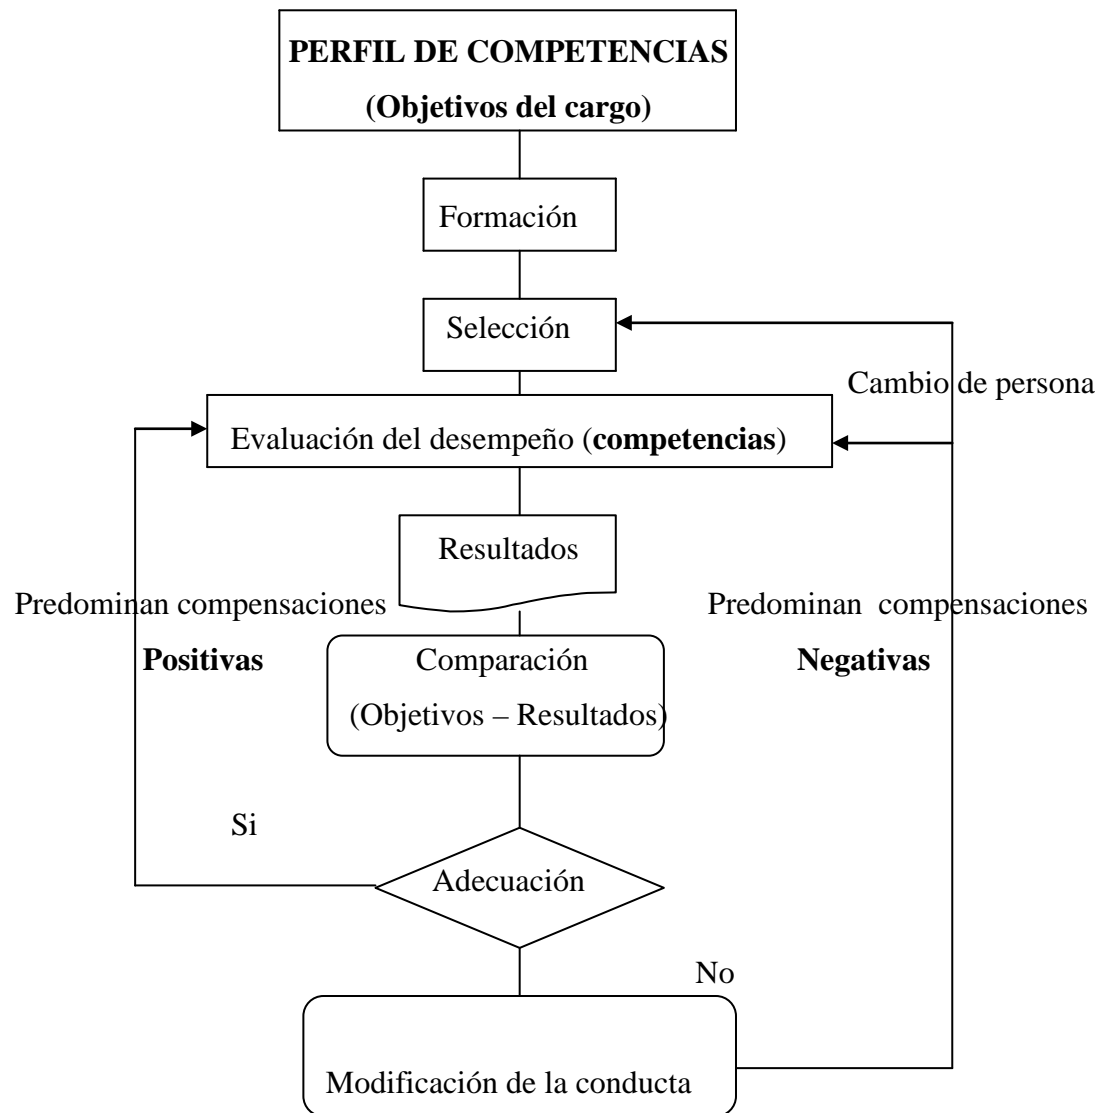 PERFIL DE COMPETENCIAS
(Objetivos del cargo)
Formación
Selección
Cambio de persona
Evaluación del desempeño (competencias)
Resultados
Predominan compensaciones
Positivas
Predominan compensaciones
Negativas
Comparación
(Objetivos – Resultados)
Si
Adecuación
No
Modificación de la conducta